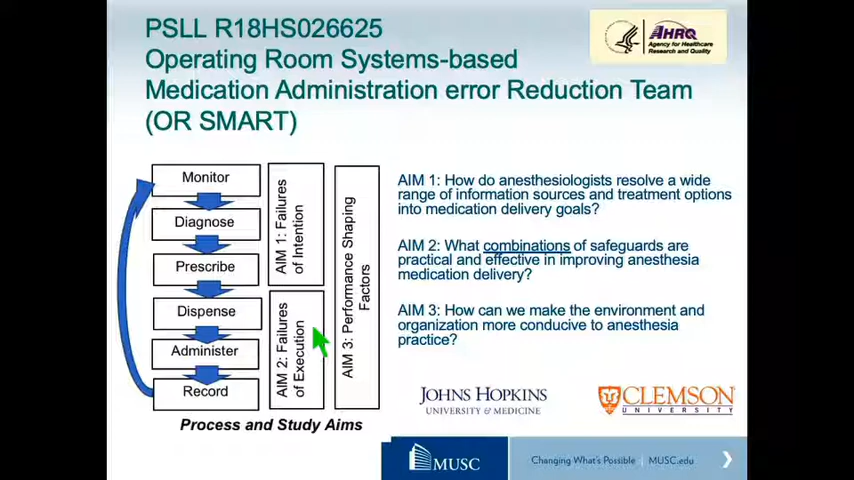 PSLL R18HS026625
Operating Room Systems-based
Medication Administration error Reduction Team
(OR SMART)
AHRQ
Agency for Healthcare
Research and Quality
Monitor
Diagnose
Prescribe
Dispense
Administer
Record
AIM 1: Failures
of Intention
AIM 2: Failures
of Execution
AIM 3: Performance Shaping
Factors
Process and Study Aims
AIM 1: How do anesthesiologists resolve a wide
range of information sources and treatment options
into medication delivery goals?
AIM 2: What combinations of safeguards are
practical and effective in improving anesthesia
medication delivery?
AIM 3: How can we make the environment and
organization more conducive to anesthesia
practice?
JOHNS HOPKINS
UNIVERSITY & MEDICINE
CLEMSON
UNIVERSITY
MUSC
Changing What's Possible | MUSC.edu